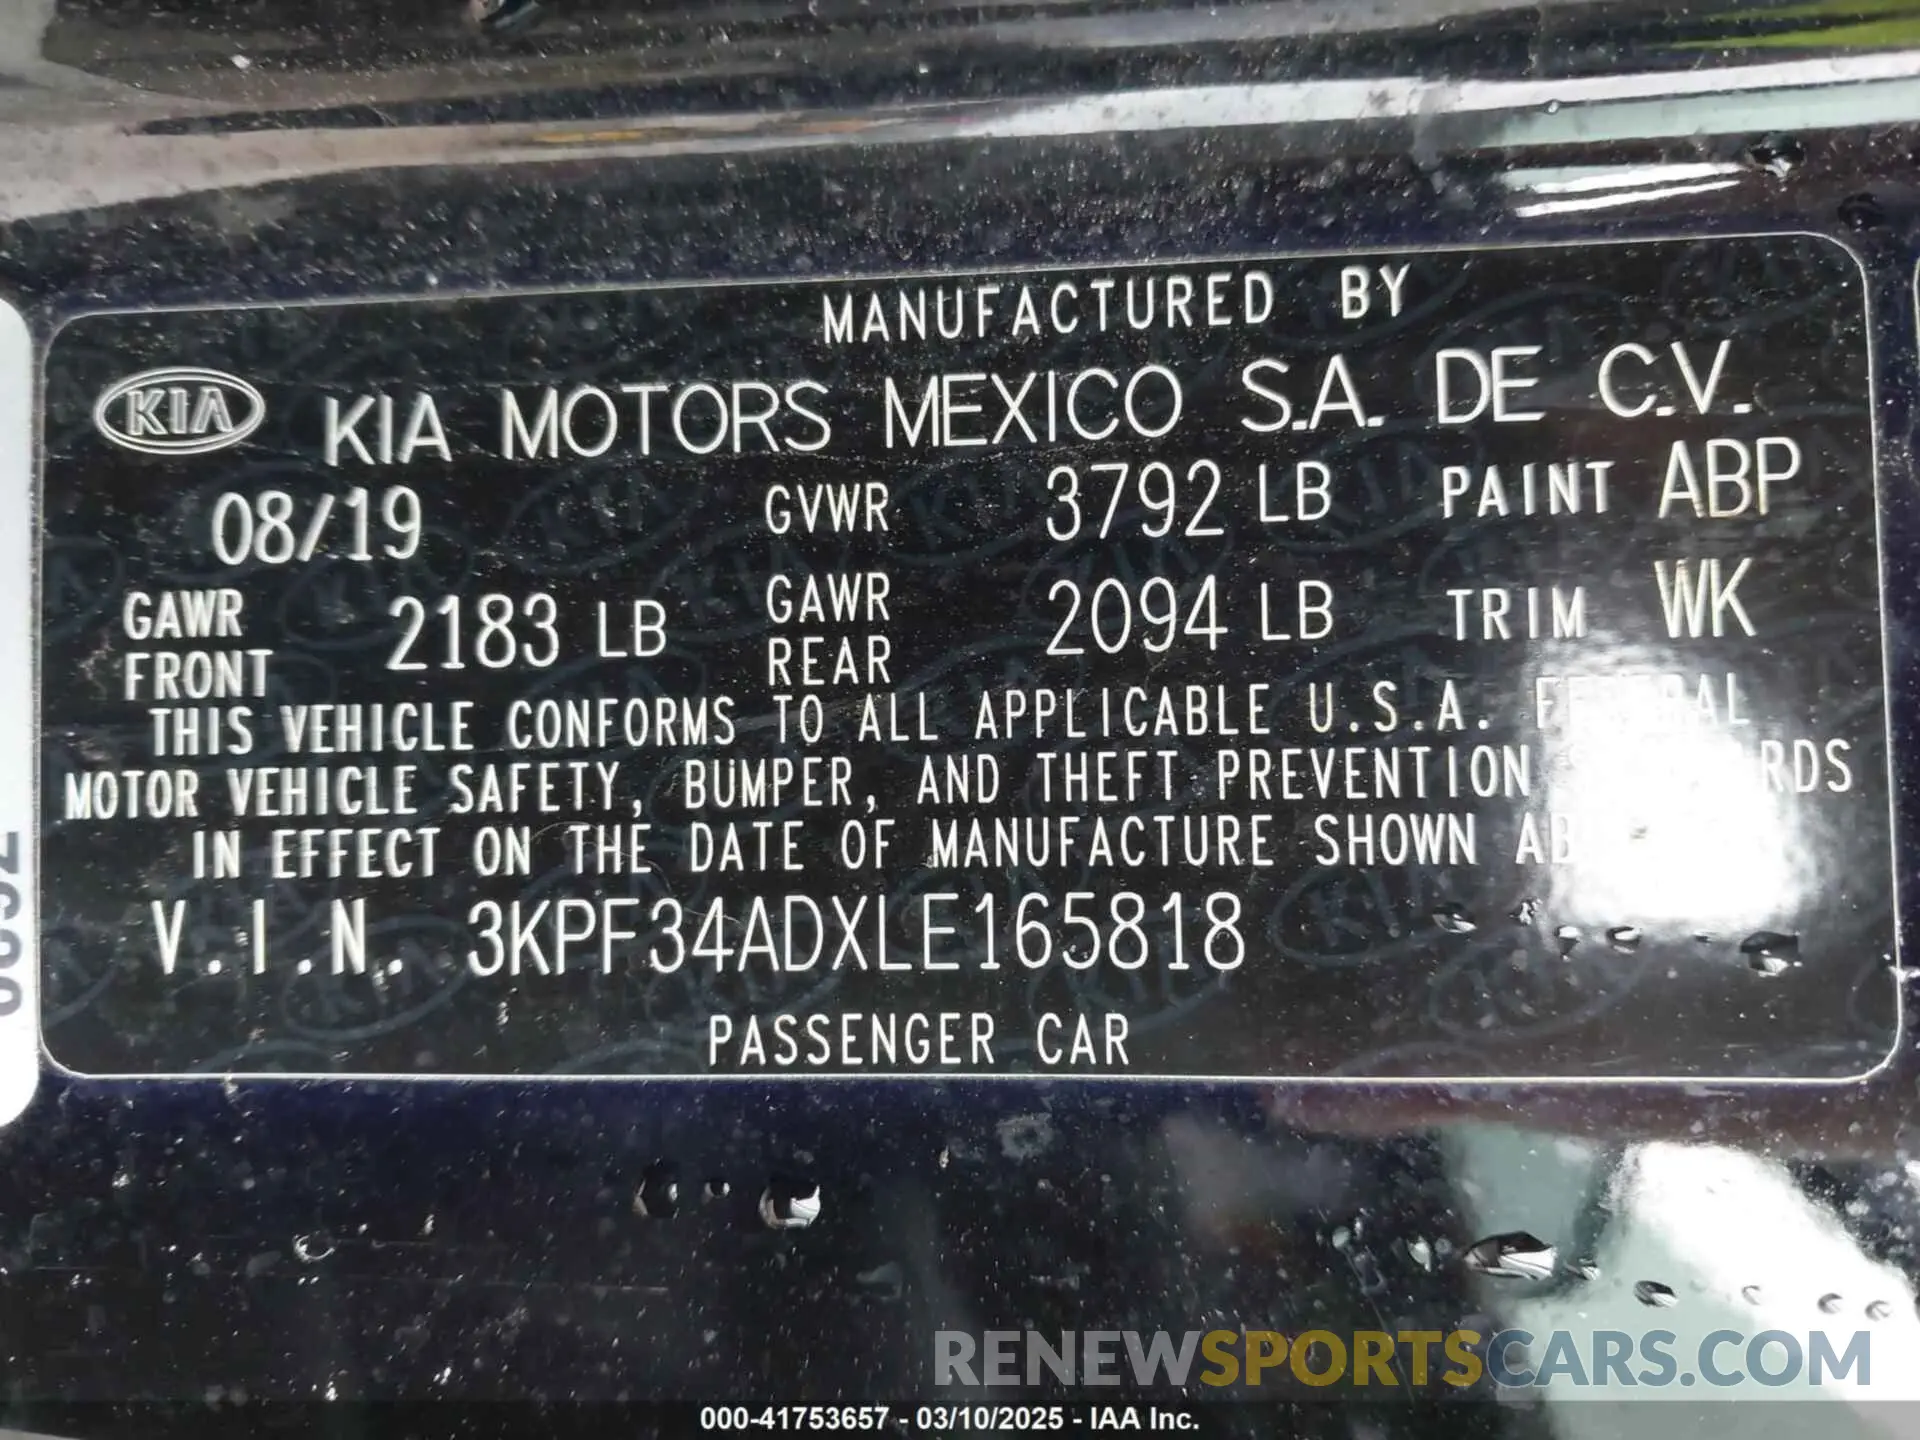 MANUFACTURED BY
KIA KIA MOTORS MEXICO S.A. DE C.V.
08/19 GVWR 3792 LB PAINT ABP
GAWR FRONT 2183 LB GAWR REAR 2094 LB TRIM WK
THIS VEHICLE CONFORMS TO ALL APPLICABLE U.S.A.
MOTOR VEHICLE SAFETY, BUMPER, AND THEFT PREVENTION
IN EFFECT ON THE DATE OF MANUFACTURE SHOWN
V.I.N. 3KPF34ADXLE165818
PASSENGER CAR
RENEWSPORTSCARS.COM
000-41753657 - 03/10/2025 - IAA Inc.